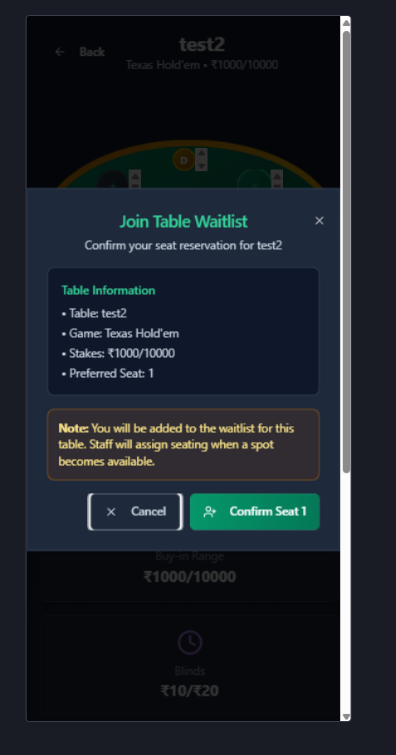 ← Back
test2
Texas Hold'em • ₹1000/10000
D
Join Table Waitlist
Confirm your seat reservation for test2
Table Information
• Table: test2
• Game: Texas Hold'em
• Stakes: ₹1000/10000
• Preferred Seat: 1
Note: You will be added to the waitlist for this
table. Staff will assign seating when a spot
becomes available.
Cancel
Confirm Seat 1
Buy-in Range
₹1000/10000
Blinds
₹10/₹20